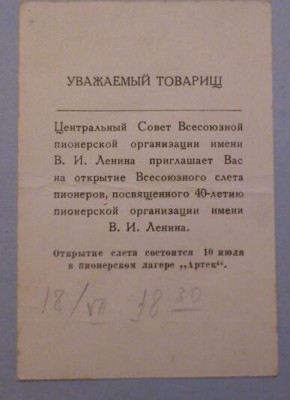 УВАЖАЕМЫЙ ТОВАРИЩ
Центральный Совет Всесоюзной
пионерской организации имени
В. И. Ленина приглашает Вас
на открытие Всесоюзного слета
пионеров, посвященного 40-летию
пионерской организации имени
В. И. Ленина.
Открытие слета состоится 10 июля
в пионерском лагере „Артек“.
18/VII 18 30